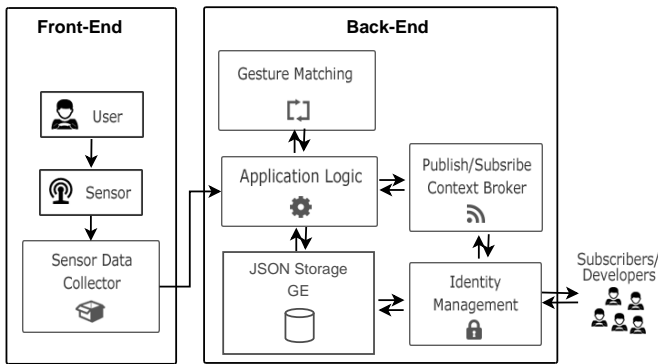 Front-End
Back-End
User
Sensor
Sensor Data
Collector
Gesture Matching
Application Logic
Publish/Subsribe
Context Broker
JSON Storage
GE
Identity
Management
Subscribers/
Developers